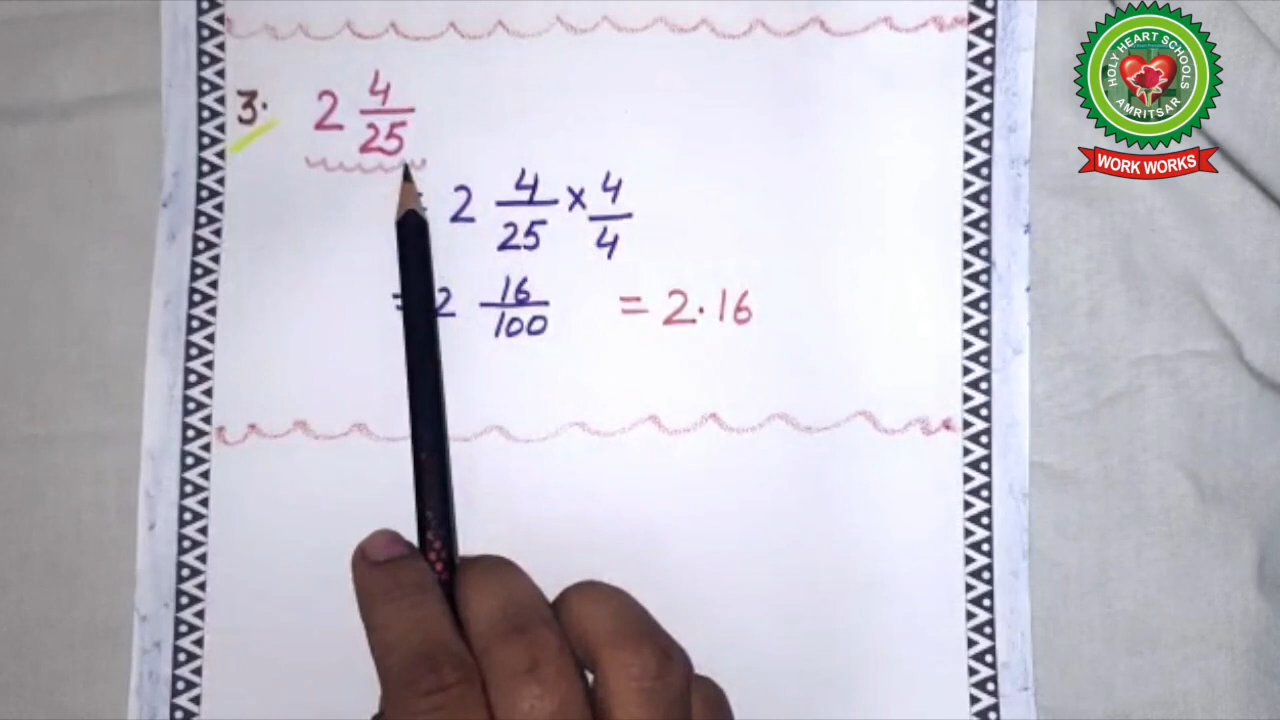 3. 2 4/25
= 2 4/25 × 4/4
= 2 16/100 = 2.16
HOLY HEART SCHOOLS
AMRITSAR
WORK WORKS